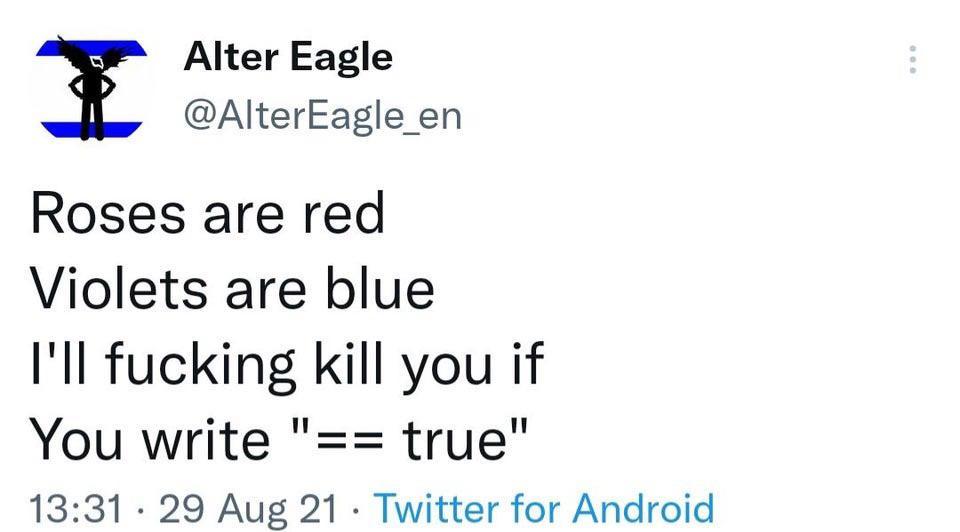 Alter Eagle
@AlterEagle_en
Roses are red
Violets are blue
I'll fucking kill you if
You write "== true"
13:31 · 29 Aug 21 · Twitter for Android